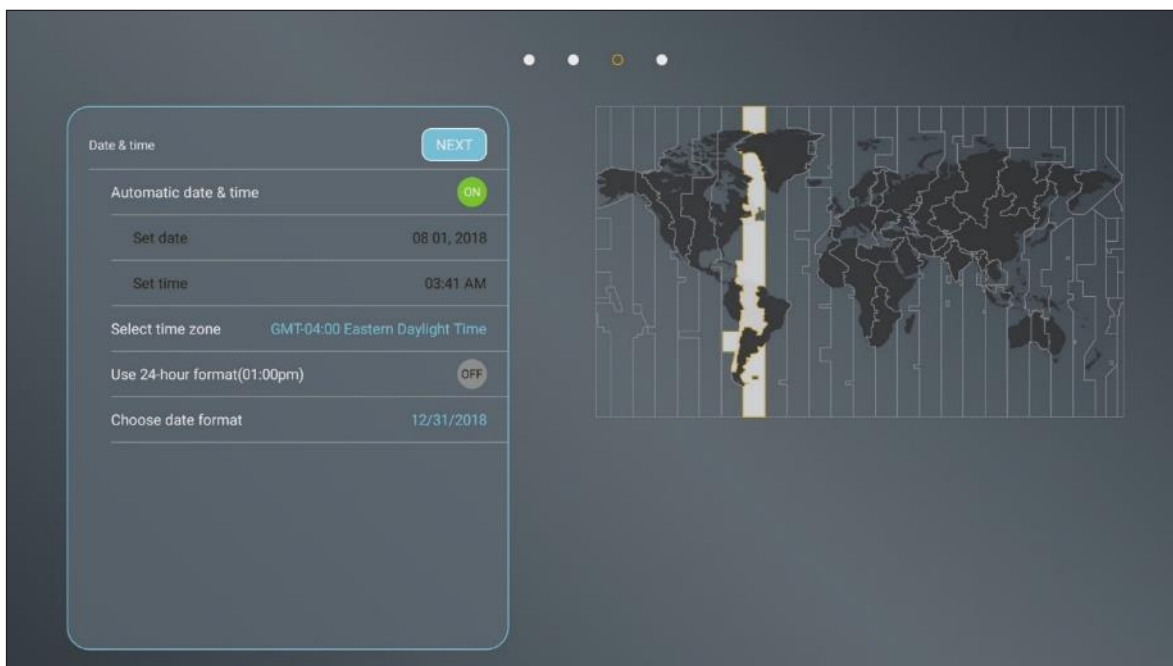 Date & time NEXT
Automatic date & time ON
Set date 08 01, 2018
Set time 03:41 AM
Select time zone GMT-04:00 Eastern Daylight Time
Use 24-hour format(01:00pm) OFF
Choose date format 12/31/2018